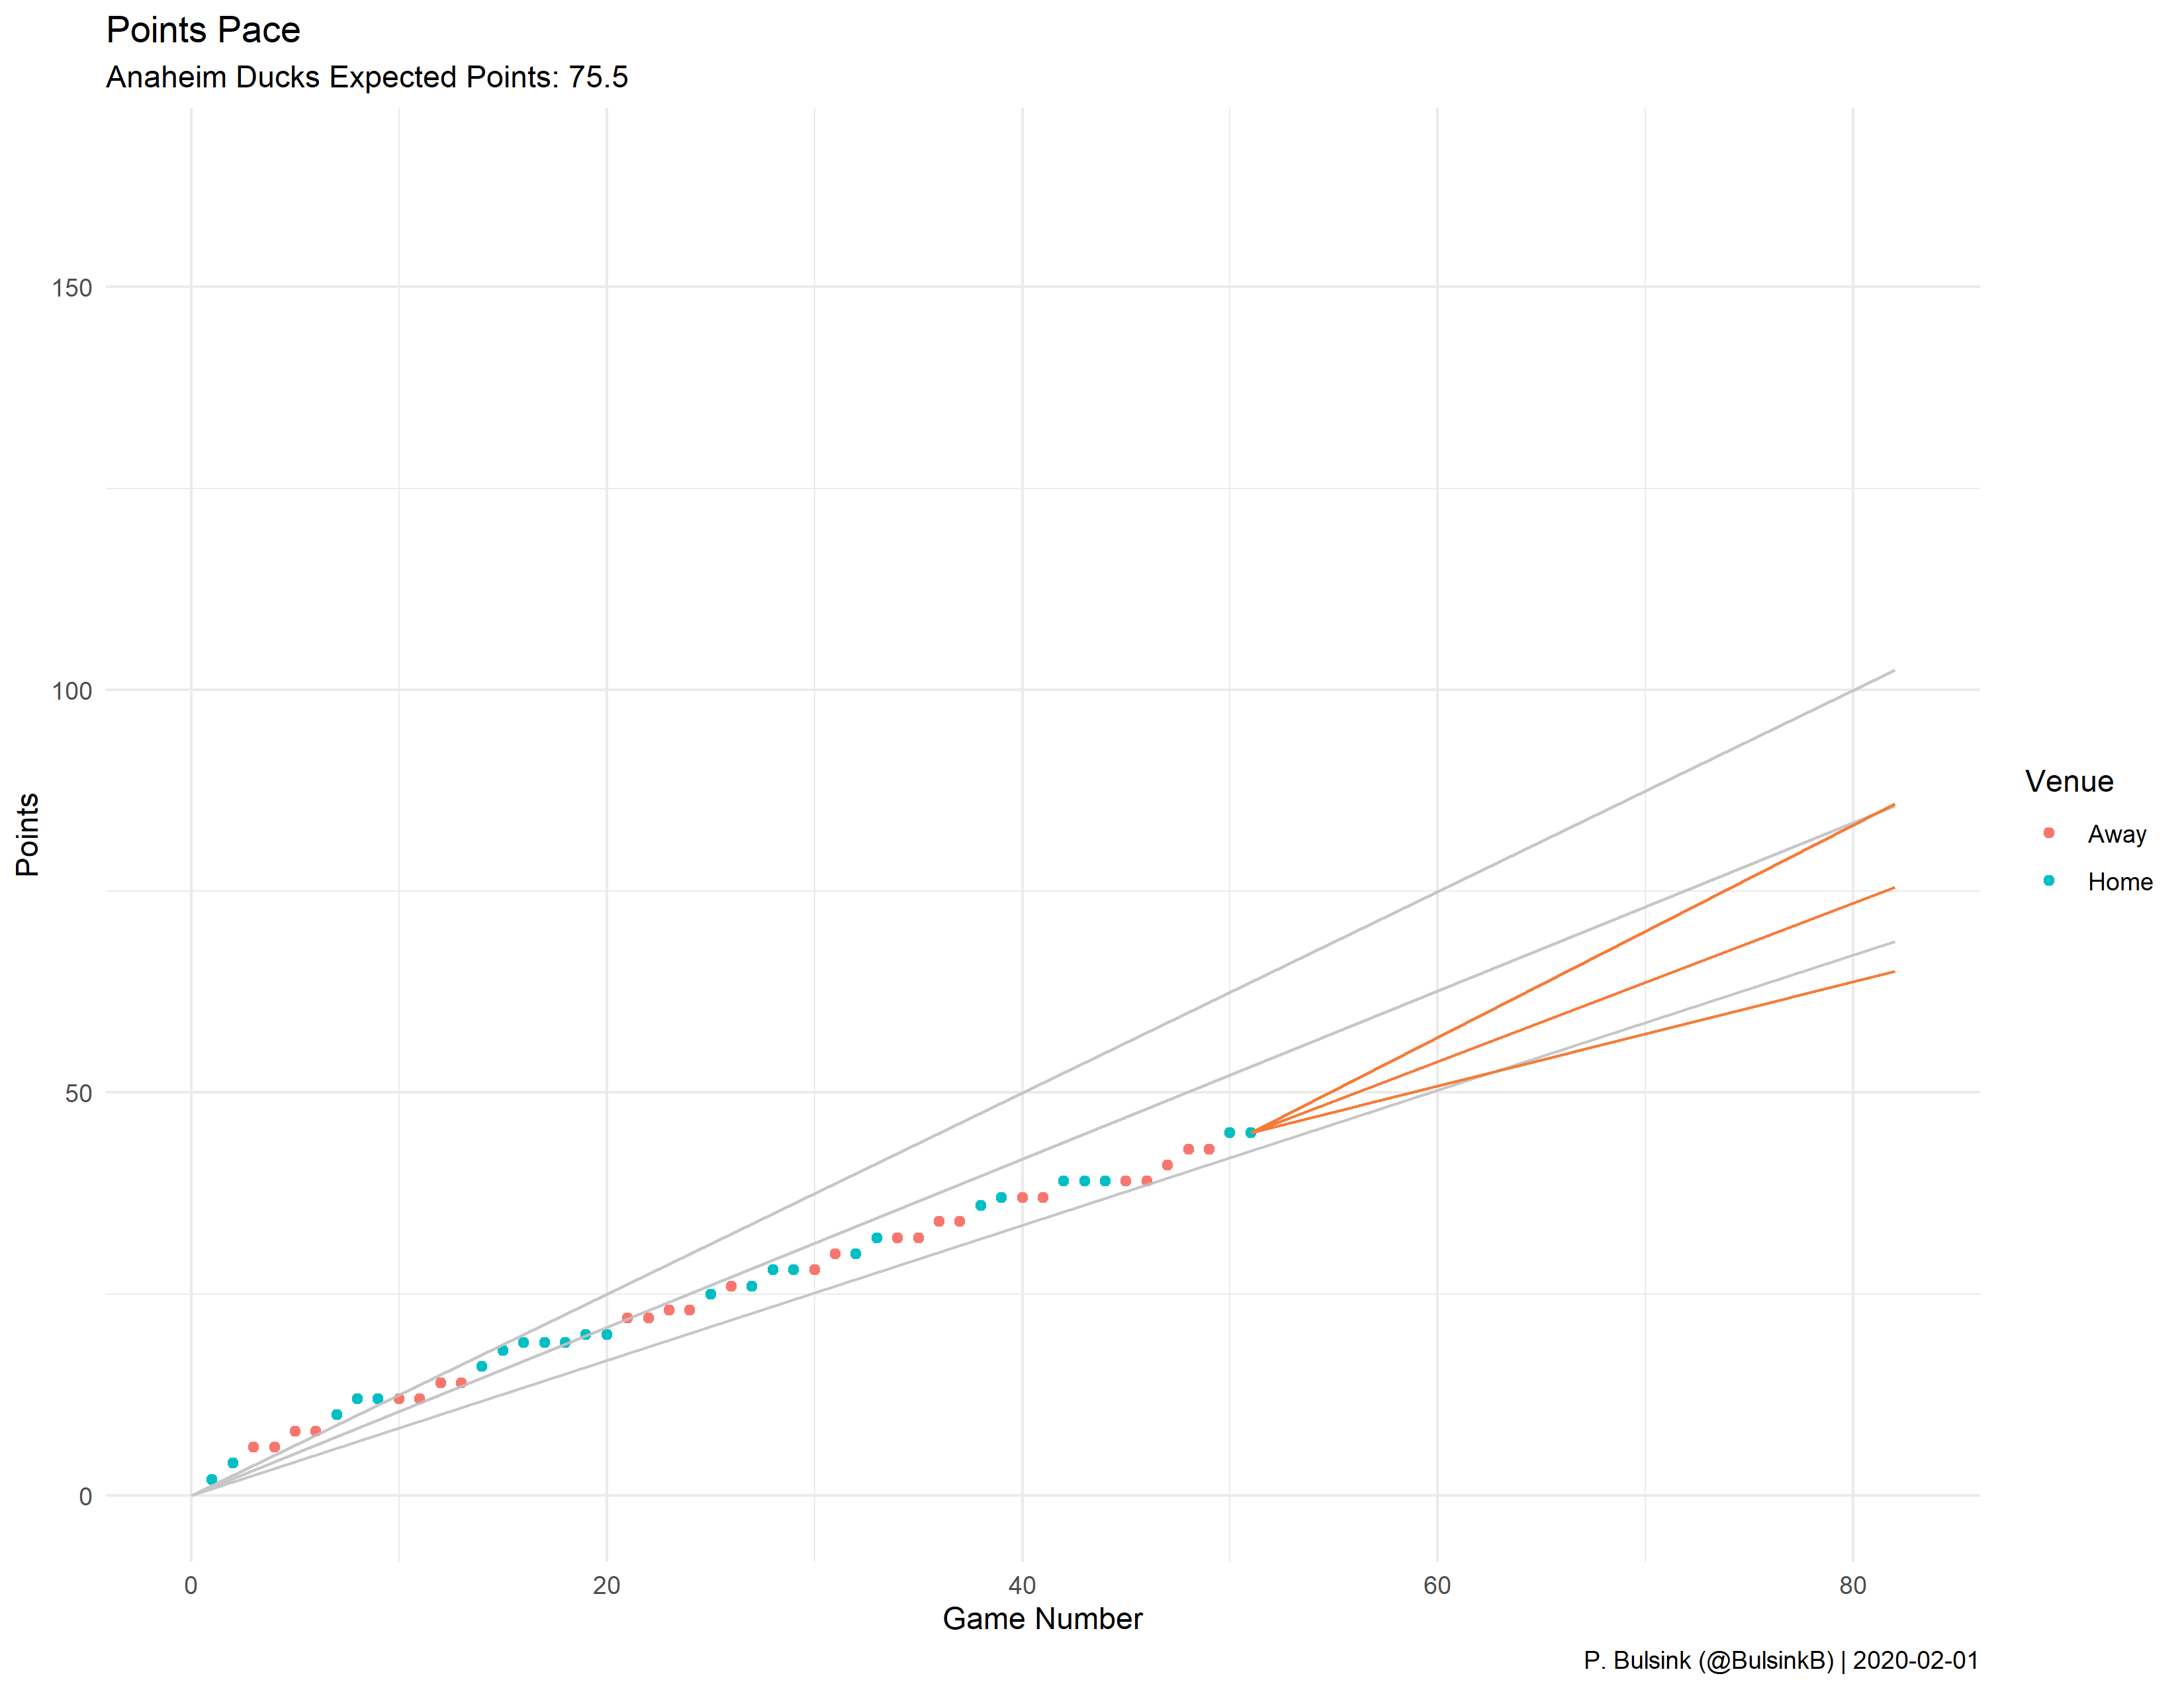 Points Pace
Anaheim Ducks Expected Points: 75.5
150
100
50
0
Points
0 20 40 60 80
Game Number
Venue
Away
Home
P. Bulsink (@BulsinkB) | 2020-02-01